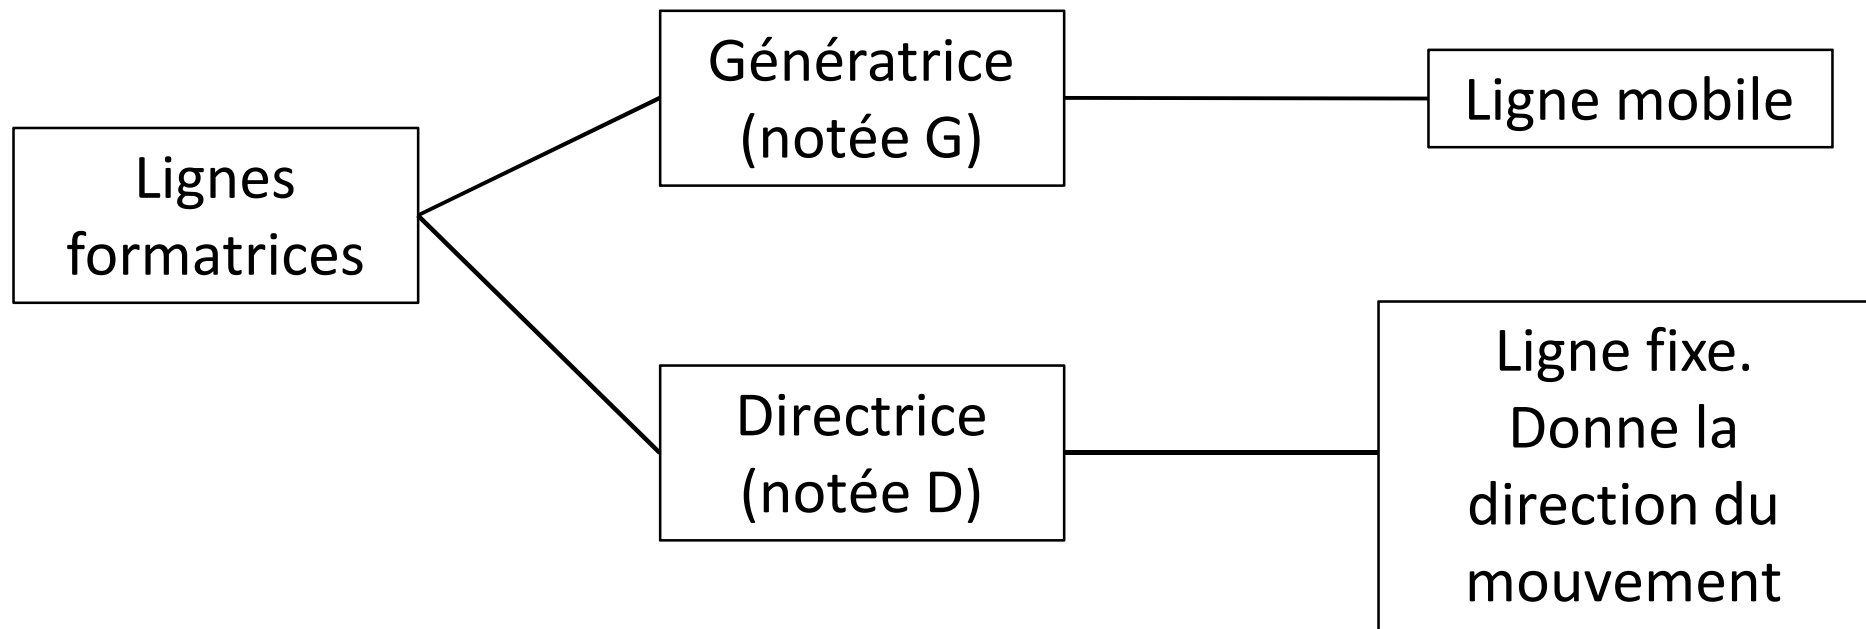 Lignes
formatrices
Génératrice
(notée G)
Ligne mobile
Directrice
(notée D)
Ligne fixe.
Donne la
direction du
mouvement